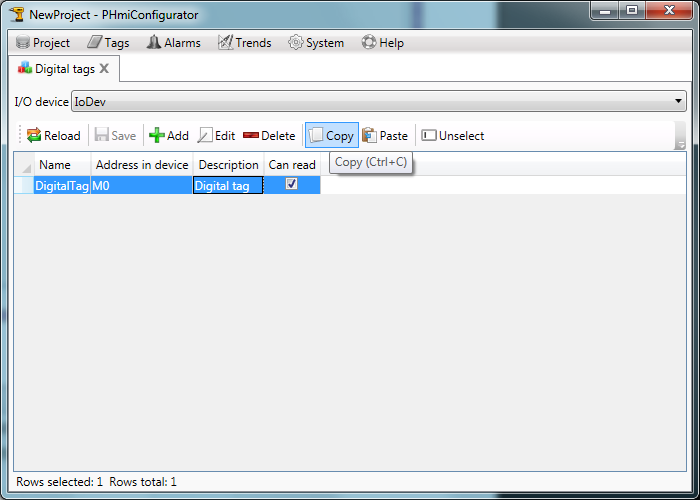 NewProject - PHmiConfigurator
Project Tags Alarms Trends System Help
Digital tags
I/O device IoDev
Reload Save Add Edit Delete Copy Paste Unselect
Name Address in device Description Can read
Copy (Ctrl+C)
DigitalTag M0 Digital tag
Rows selected: 1 Rows total: 1